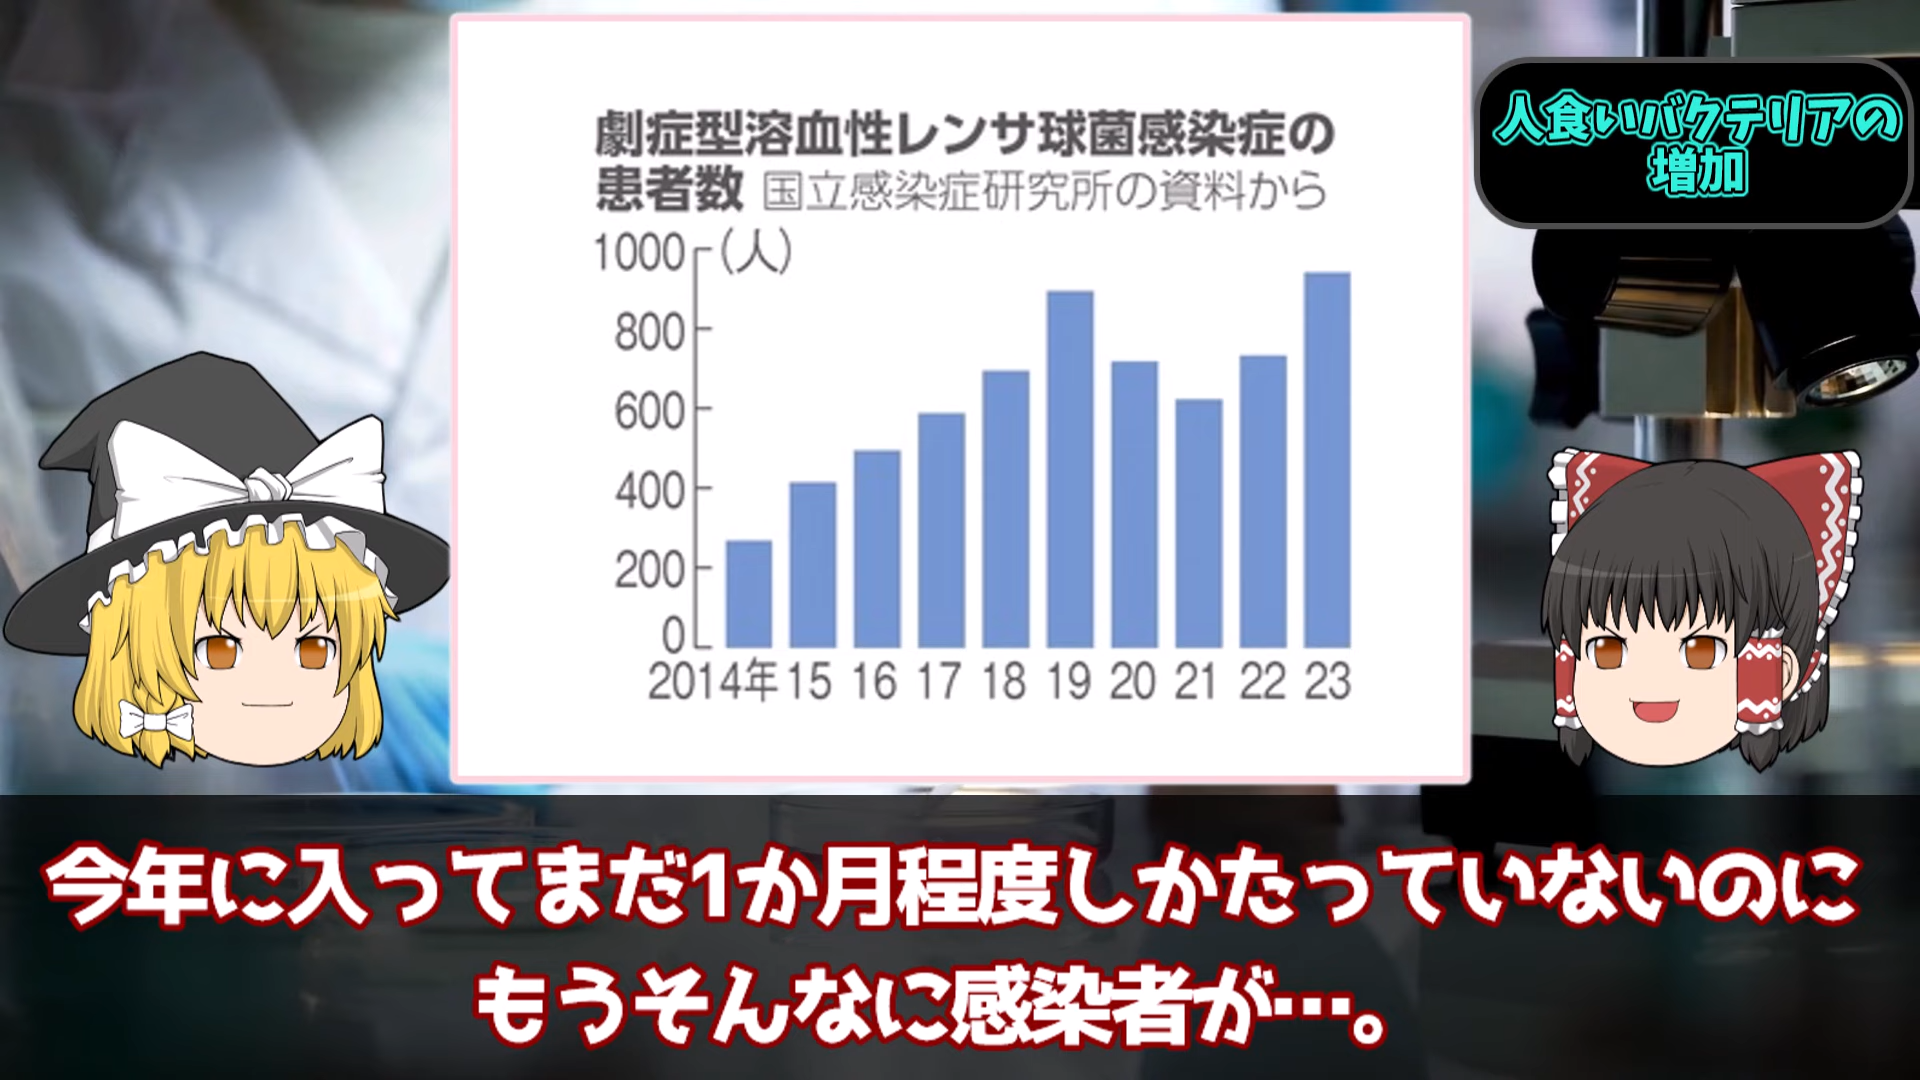 劇症型溶血性レンサ球菌感染症の
患者数 国立感染症研究所の資料から
1000 (人)
800
600
400
200
0
2014年 15 16 17 18 19 20 21 22 23
人食いバクテリアの
増加
今年に入ってまだ1か月程度しかたっていないのに
もうそんなに感染者が…。